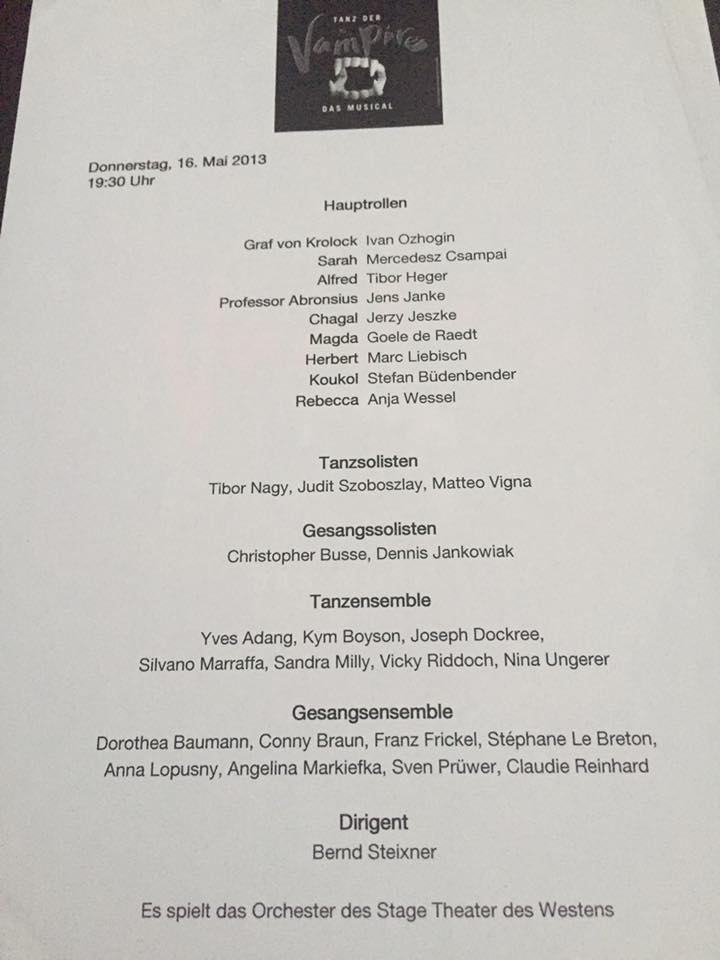 TANZ DER
Vampire
DAS MUSICAL
Donnerstag, 16. Mai 2013
19:30 Uhr
Hauptrollen
Graf von Krolock Ivan Ozhogin
Sarah Mercedesz Csampai
Alfred Tibor Heger
Professor Abronsius Jens Janke
Chagal Jerzy Jeszke
Magda Goele de Raedt
Herbert Marc Liebisch
Koukol Stefan Büdenbender
Rebecca Anja Wessel
Tanzsolisten
Tibor Nagy, Judit Szoboszlay, Matteo Vigna
Gesangssolisten
Christopher Busse, Dennis Jankowiak
Tanzensemble
Yves Adang, Kym Boyson, Joseph Dockree,
Silvano Marraffa, Sandra Milly, Vicky Riddoch, Nina Ungerer
Gesangsensemble
Dorothea Baumann, Conny Braun, Franz Frickel, Stéphane Le Breton,
Anna Lopusny, Angelina Markiefka, Sven Prüwer, Claudie Reinhard
Dirigent
Bernd Steixner
Es spielt das Orchester des Stage Theater des Westens